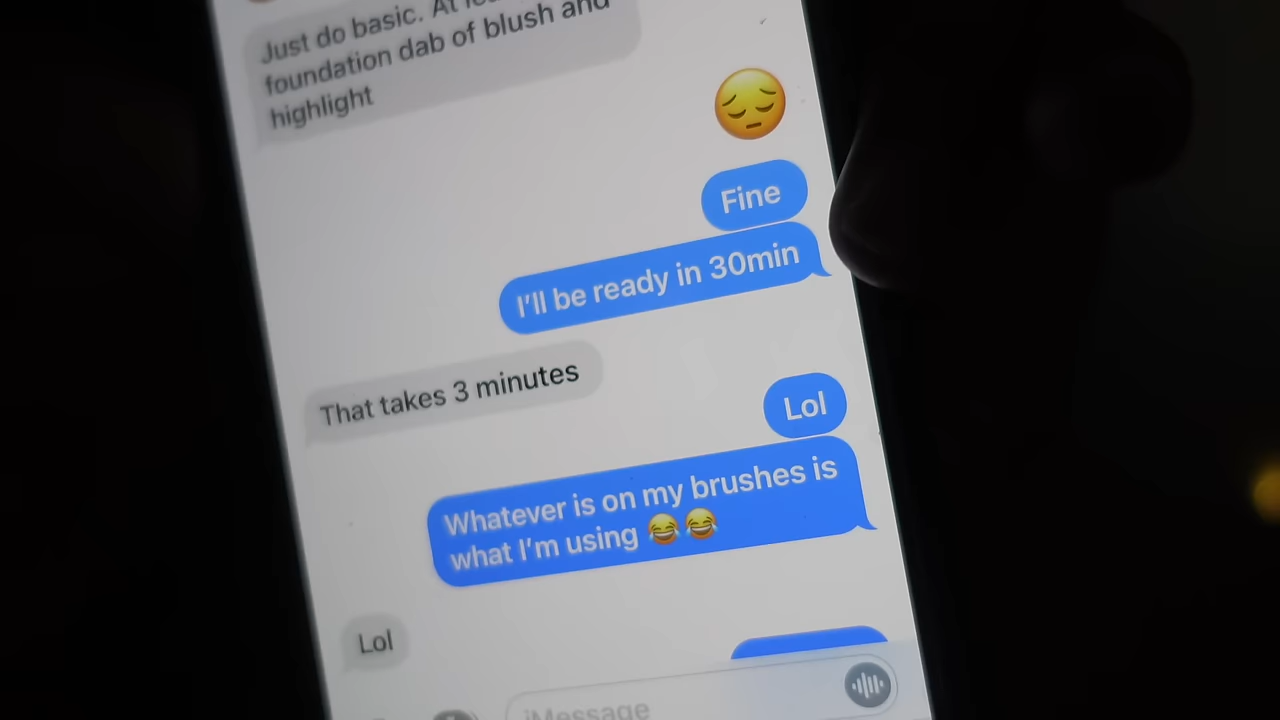 Just do basic. At
foundation dab of blush and
highlight
😔
Fine
I'll be ready in 30min
That takes 3 minutes
Lol
Whatever is on my brushes is
what I'm using 😂😂
Lol
iMessage